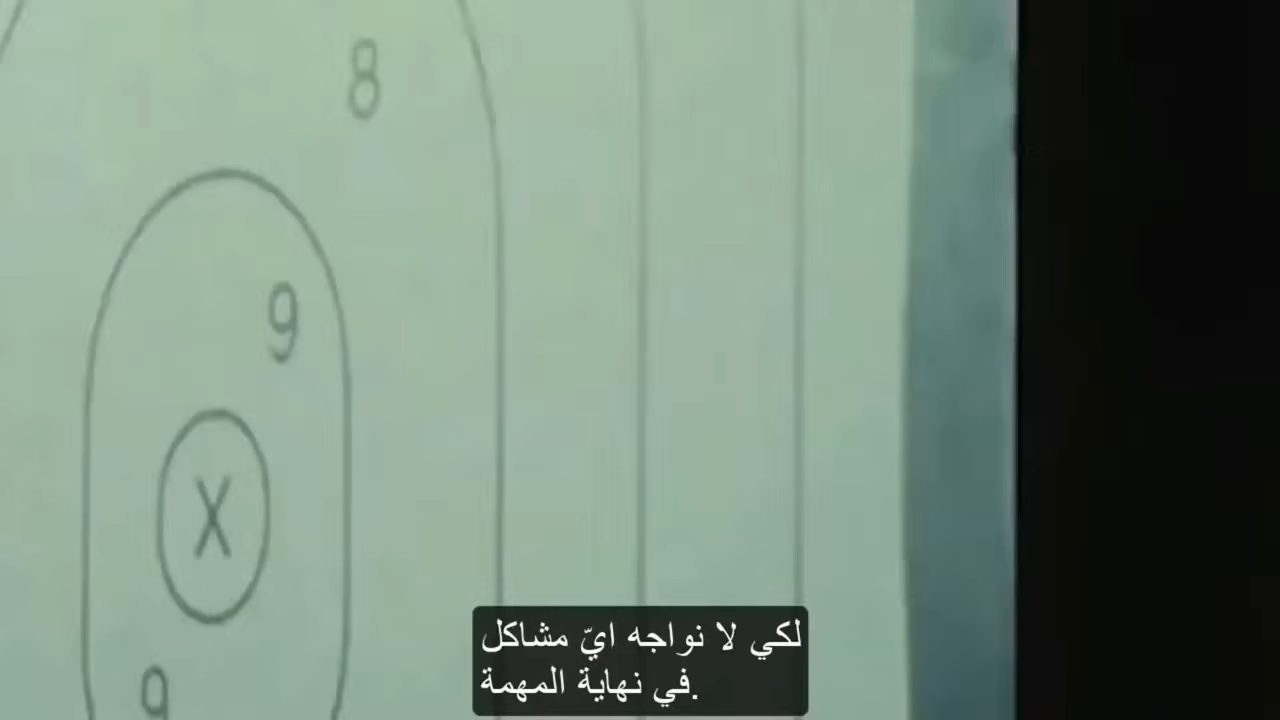 8
9
X
9
لكي لا نواجه ايّ مشاكل
في نهاية المهمة.